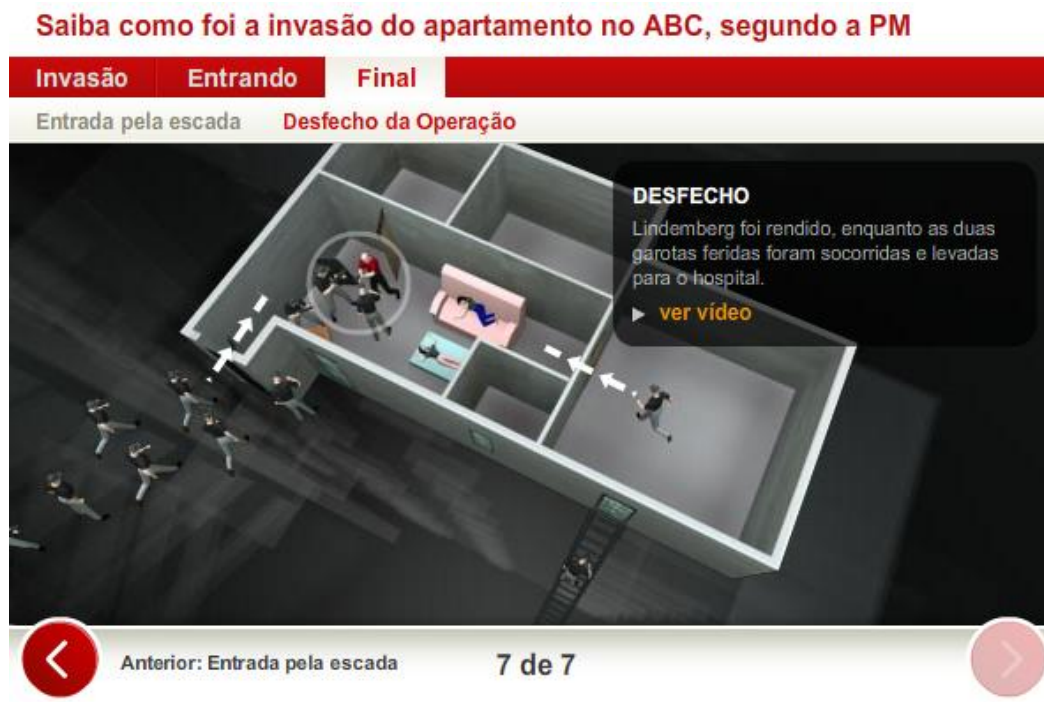 Saiba como foi a invasão do apartamento no ABC, segundo a PM
Invasão Entrando Final
Entrada pela escada Desfecho da Operação
DESFECHO
Lindemberg foi rendido, enquanto as duas
garotas feridas foram socorridas e levadas
para o hospital.
ver vídeo
Anterior: Entrada pela escada 7 de 7